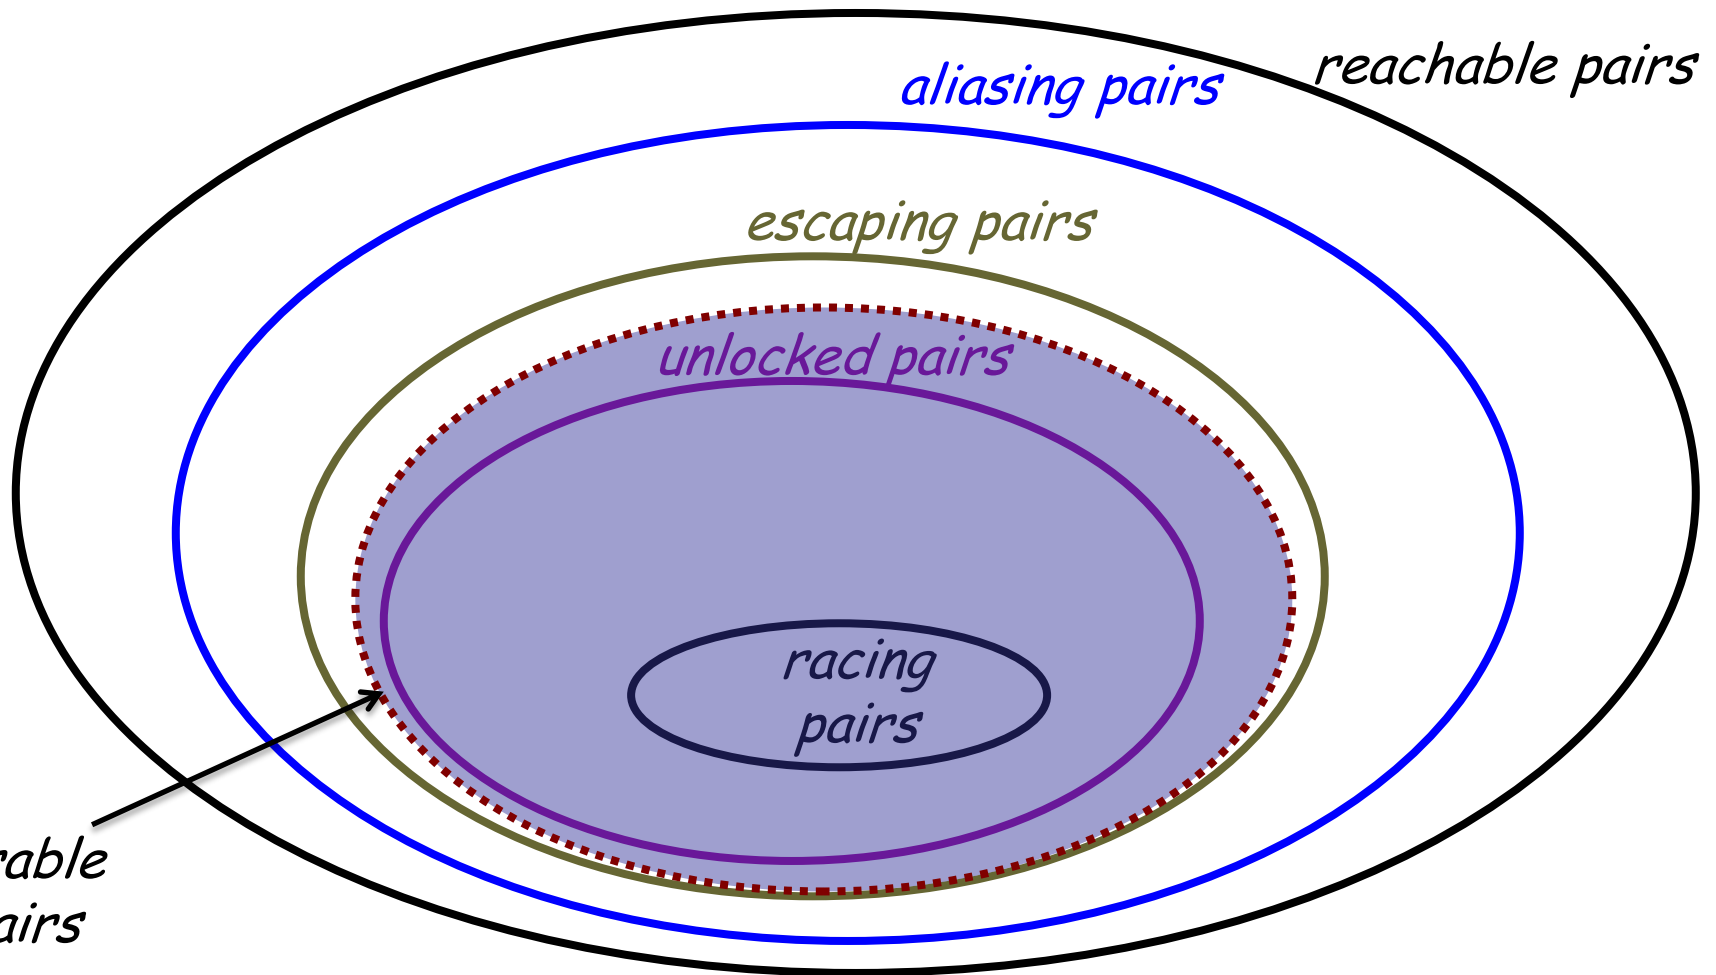 reachable pairs
aliasing pairs
escaping pairs
unlocked pairs
racing
pairs